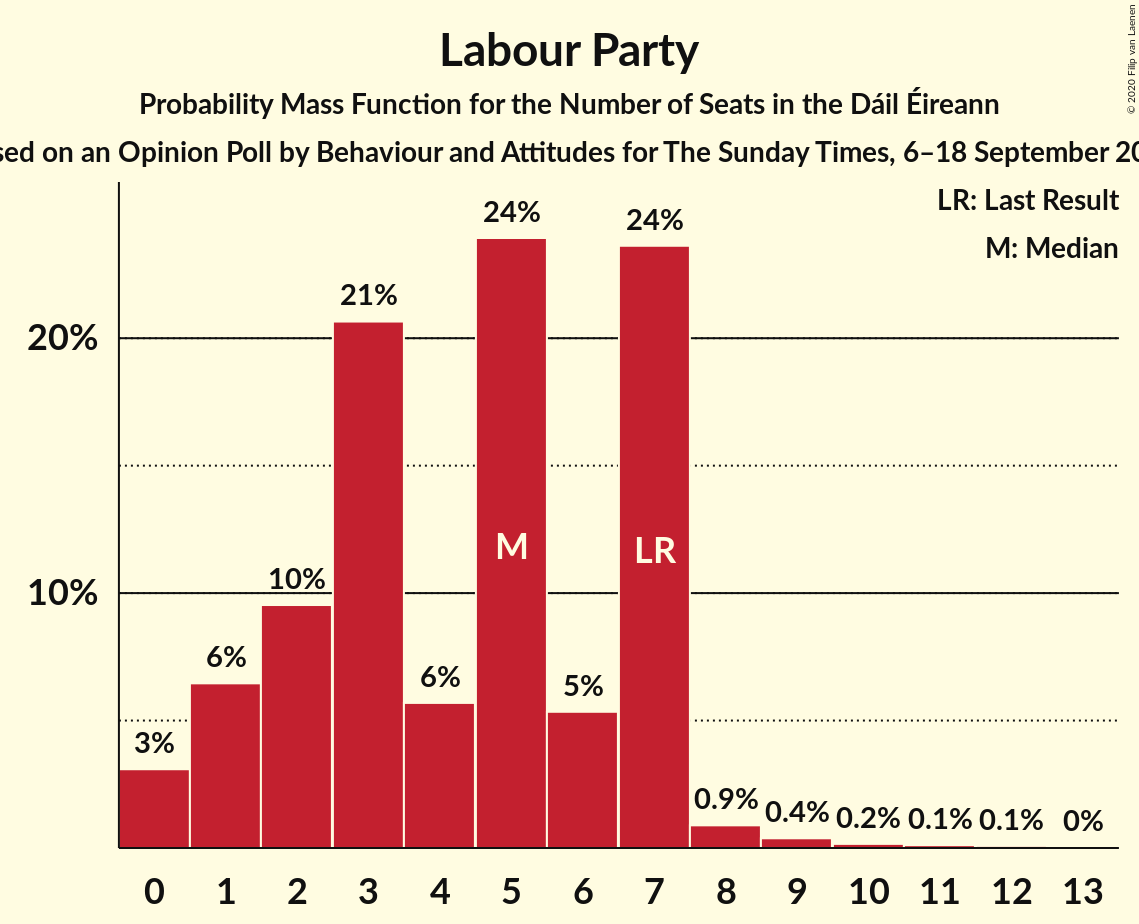 Labour Party
Probability Mass Function for the Number of Seats in the Dáil Éireann
sed on an Opinion Poll by Behaviour and Attitudes for The Sunday Times, 6–18 September 20
© 2020 Filip van Laenen
LR: Last Result
M: Median
24%
24%
21%
20%
M
LR
10%
10%
6%
6%
5%
3%
0.9%
0.4%
0.2%
0.1%
0.1%
0%
0 1 2 3 4 5 6 7 8 9 10 11 12 13